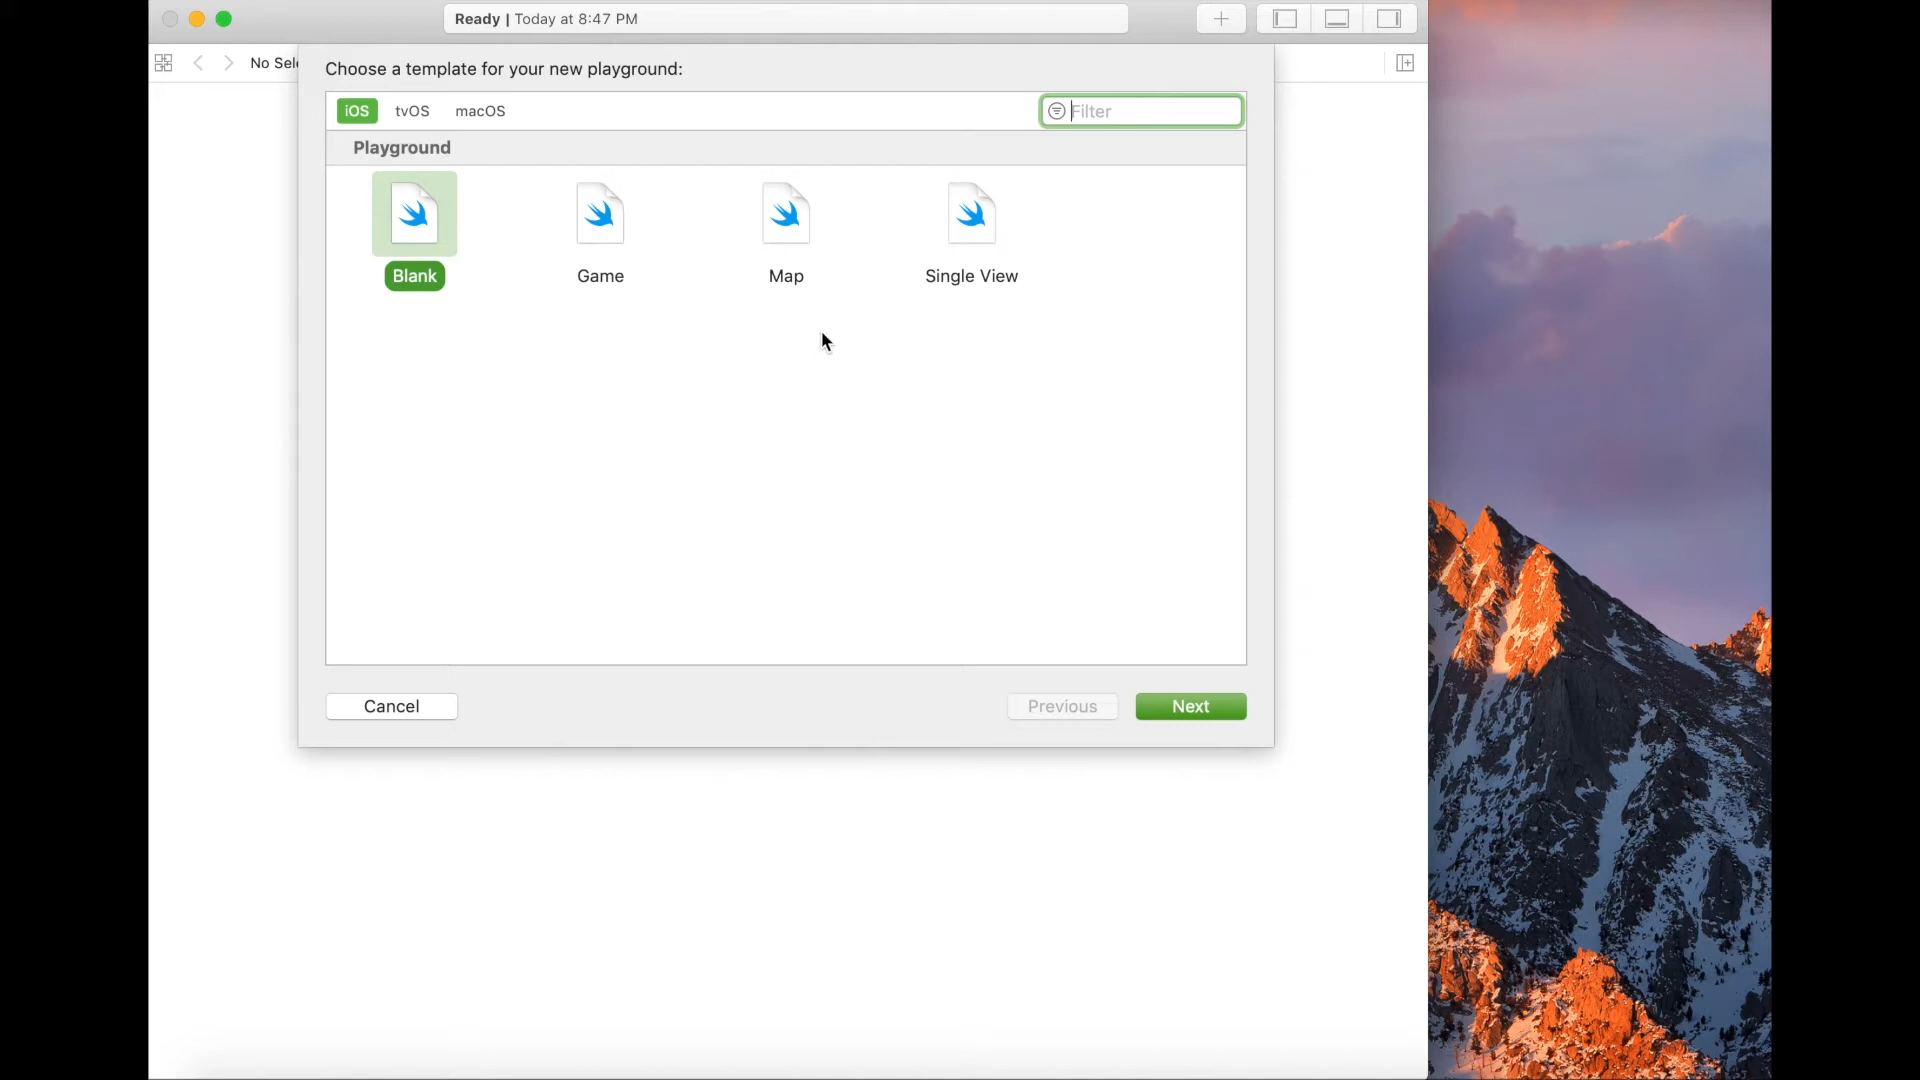 Ready | Today at 8:47 PM
No Sele
Choose a template for your new playground:
iOS tvOS macOS Filter
Playground
Blank Game Map Single View
Cancel Previous Next